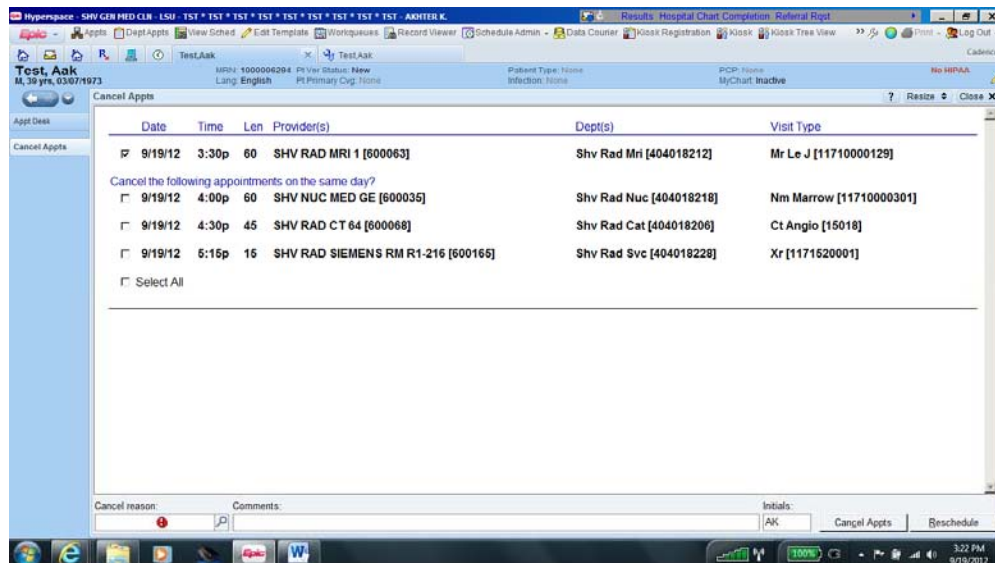 Hyperspace - SHV GEN MED CLN - LSU - TST * TST * TST * TST * TST * TST * TST * TST * TST - AKHTER K.
Results Hospital Chart Completion Referral Rqst
Epic
Appts Dept Appts View Sched Edit Template Workqueues Record Viewer Schedule Admin Data Courier Kiosk Registration Kiosk Kiosk Tree View Print Log Out
Test,Aak Test,Aak Cadenc
Test, Aak MRN: 1000006294 Pt Ver Status: New Patient Type: None PCP: None No HIPAA
M, 39 yrs, 03/07/1973 Lang: English Pt Primary Cvg: None Infection: None MyChart: Inactive
Cancel Appts ? Resize Close X
Appt Desk
Cancel Appts
Date Time Len Provider(s) Dept(s) Visit Type
9/19/12 3:30p 60 SHV RAD MRI 1 [600063] Shv Rad Mri [404018212] Mr Le J [11710000129]
Cancel the following appointments on the same day?
9/19/12 4:00p 60 SHV NUC MED GE [600035] Shv Rad Nuc [404018218] Nm Marrow [11710000301]
9/19/12 4:30p 45 SHV RAD CT 64 [600068] Shv Rad Cat [404018206] Ct Angio [15018]
9/19/12 5:15p 15 SHV RAD SIEMENS RM R1-216 [600165] Shv Rad Svc [404018228] Xr [1171520001]
Select All
Cancel reason: Comments: Initials:
AK Cancel Appts Reschedule
Epic W 100% 3:22 PM
9/19/2012